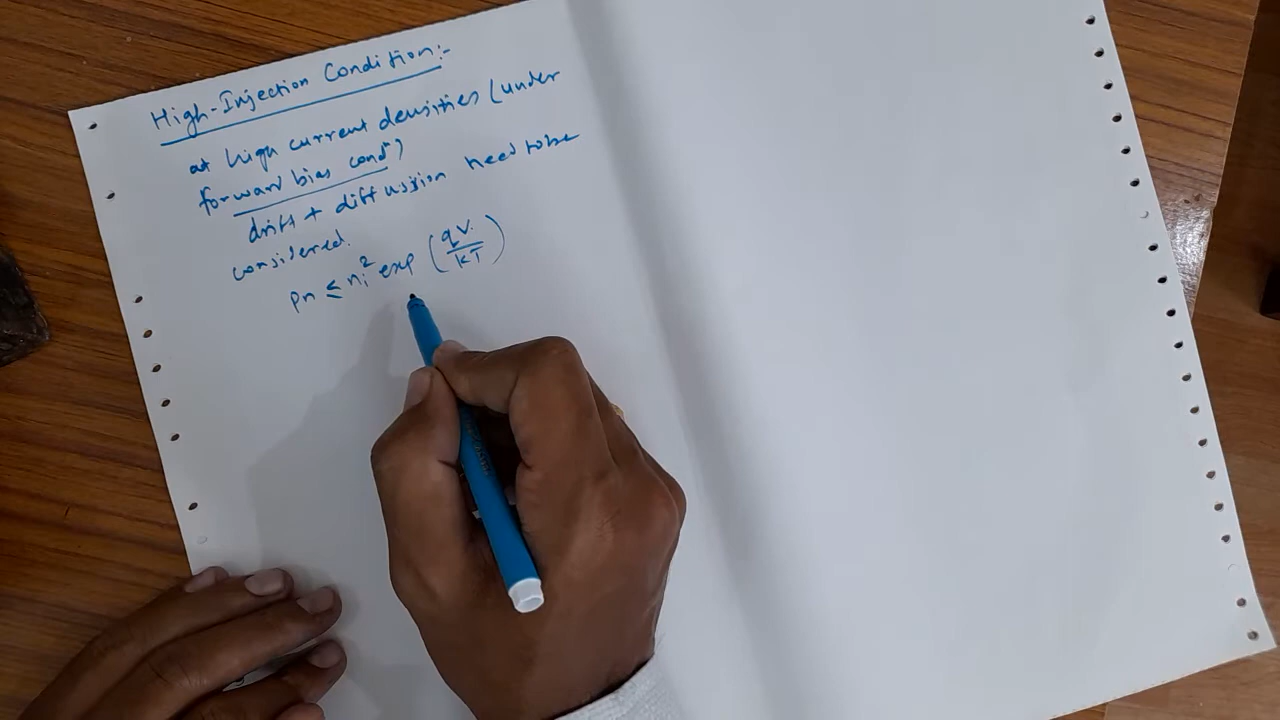 High-Injection Condition:-
at high current densities (under
forward bias condn)
drift + diffusion need to be
considered.
pn ≤ ni² exp (qV/kT)